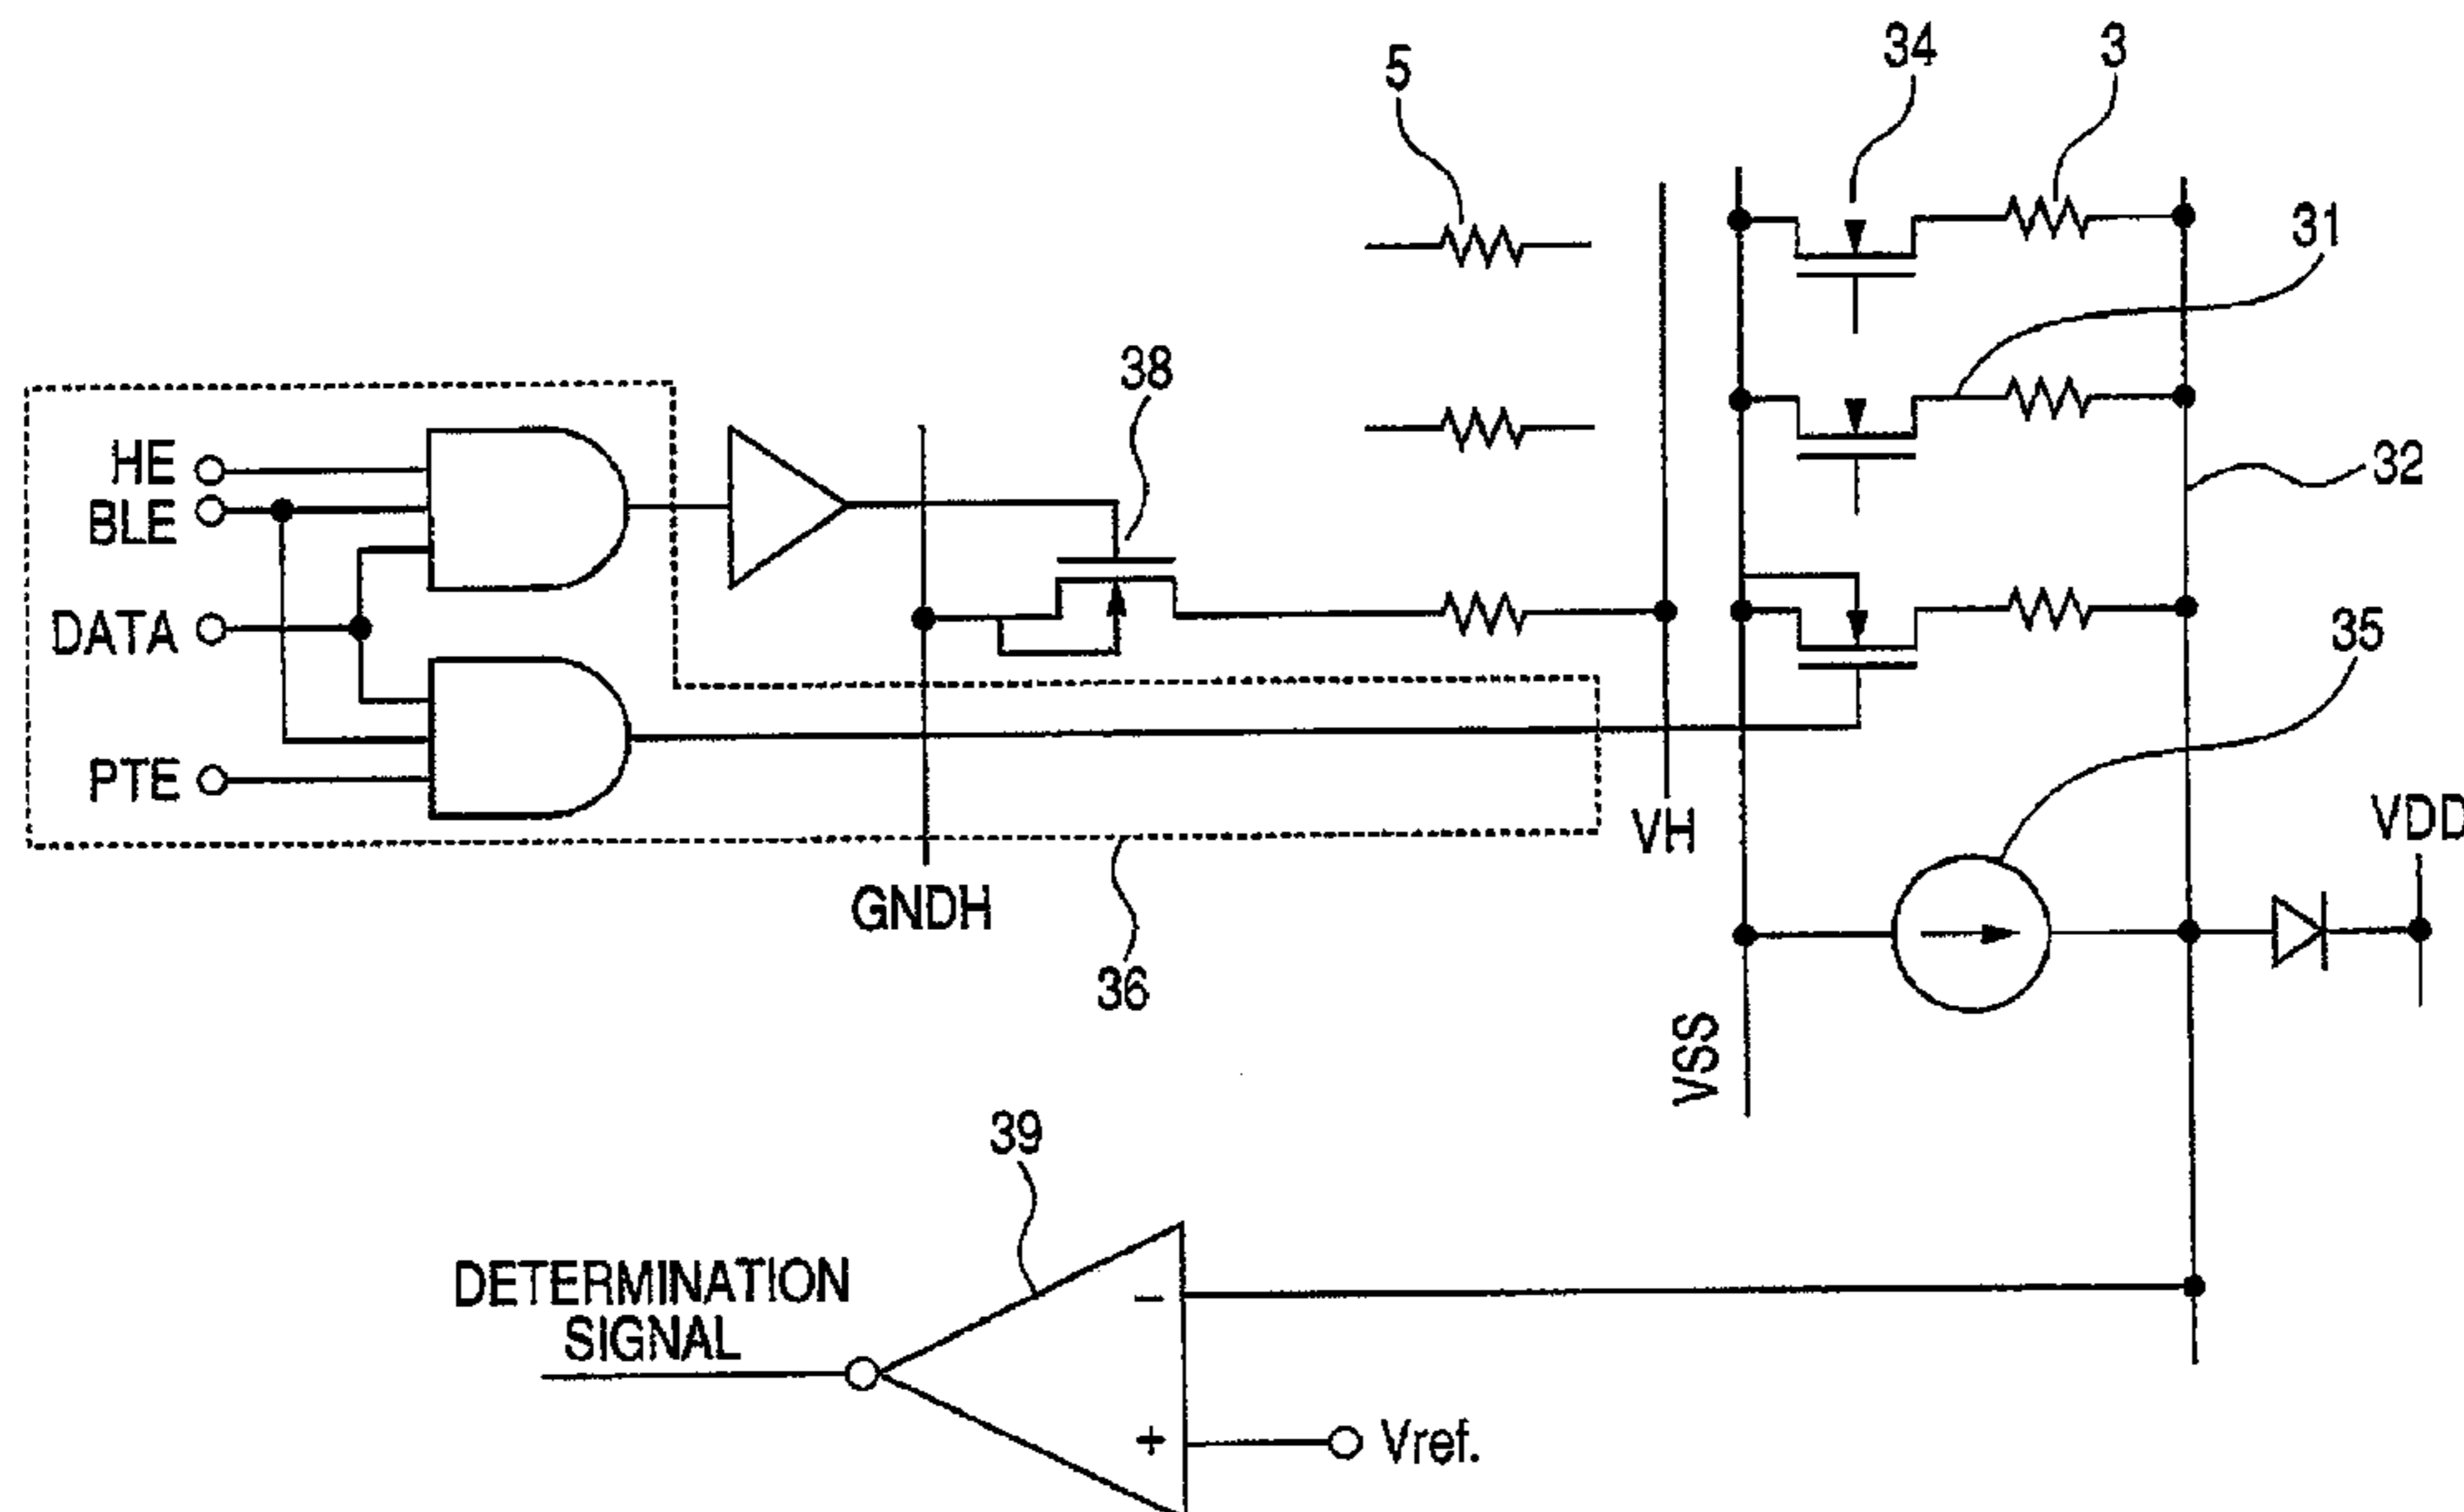 34
3
5
31
38
32
HE
BLE
DATA
35
PTE
VH
VDD
GNDH
36
VSS
39
DETERMINATION
SIGNAL
−
+
Vref.